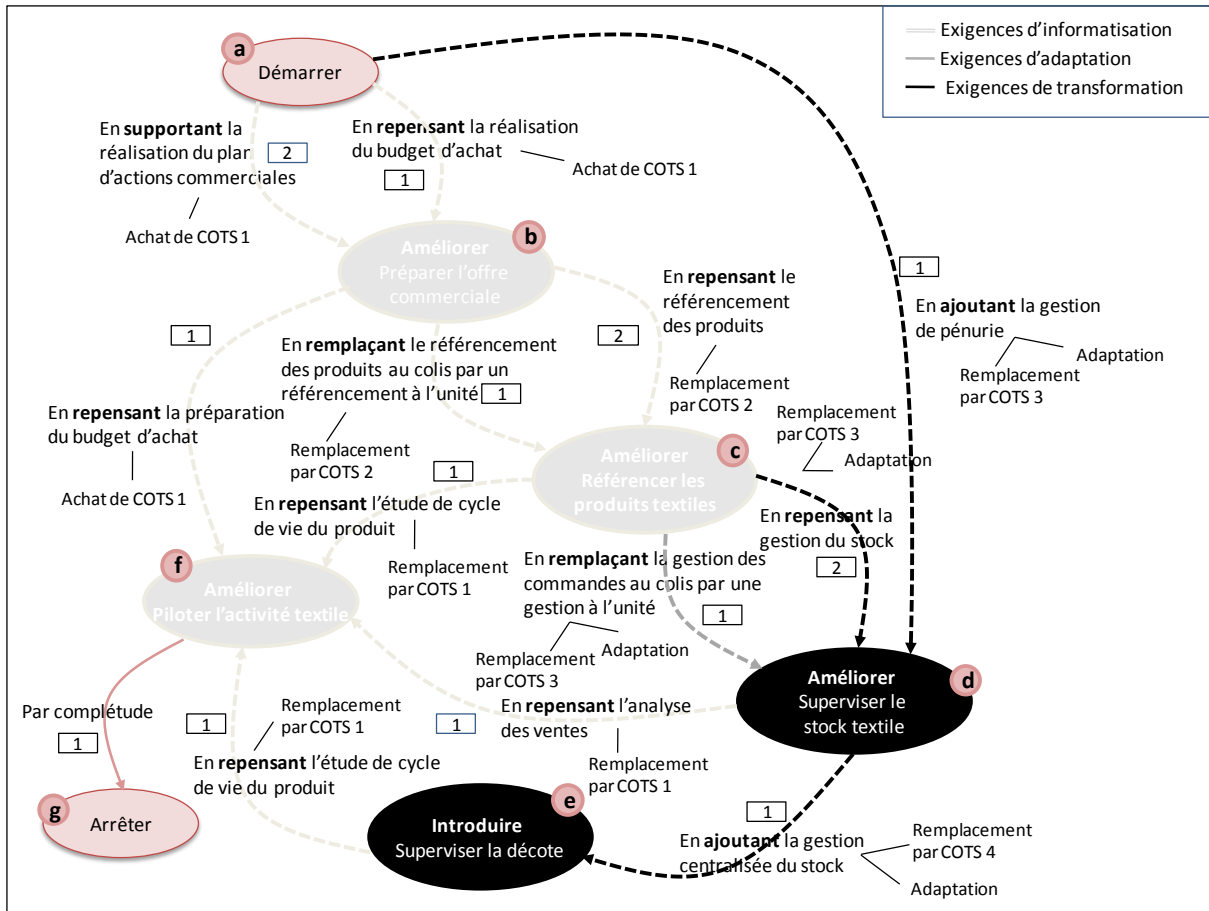 Exigences d'informatisation
Exigences d'adaptation
Exigences de transformation
a
Démarrer
En supportant la
réalisation du plan
d'actions commerciales
2
Achat de COTS 1
En repensant la réalisation
du budget d'achat
1
Achat de COTS 1
b
Améliorer
Préparer l'offre
commerciale
1
En ajoutant la gestion
de pénurie
Adaptation
Remplacement
par COTS 3
1
En repensant la préparation
du budget d'achat
Achat de COTS 1
En remplaçant le référencement
des produits au colis par un
référencement à l'unité
1
Remplacement
par COTS 2
2
En repensant le
référencement
des produits
Remplacement
par COTS 2
c
Améliorer
Référencer les
produits textiles
Remplacement
par COTS 3
Adaptation
En repensant la
gestion du stock
2
1
En repensant l'étude de cycle
de vie du produit
Remplacement
par COTS 1
En remplaçant la gestion des
commandes au colis par une
gestion à l'unité
1
Adaptation
Remplacement
par COTS 3
f
Améliorer
Piloter l'activité textile
d
Améliorer
Superviser le
stock textile
Par complétude
1
1
Remplacement
par COTS 1
En repensant l'étude de cycle
de vie du produit
1
En repensant l'analyse
des ventes
Remplacement
par COTS 1
g
Arrêter
e
Introduire
Superviser la décote
1
En ajoutant la gestion
centralisée du stock
Remplacement
par COTS 4
Adaptation